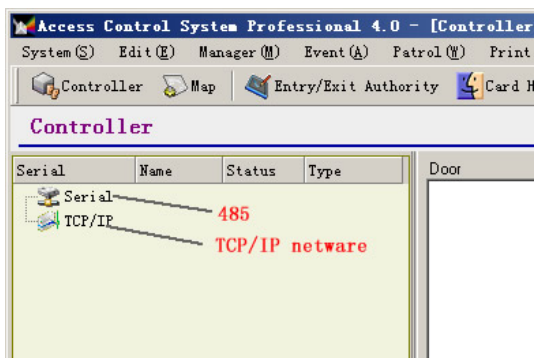 Access Control System Professional 4.0 - [Controller
System(S) Edit(E) Manager(M) Event(A) Patrol(W) Print
Controller Map Entry/Exit Authority Card H
Controller
Serial Name Status Type Door
Serial
485
TCP/IP
TCP/IP netware